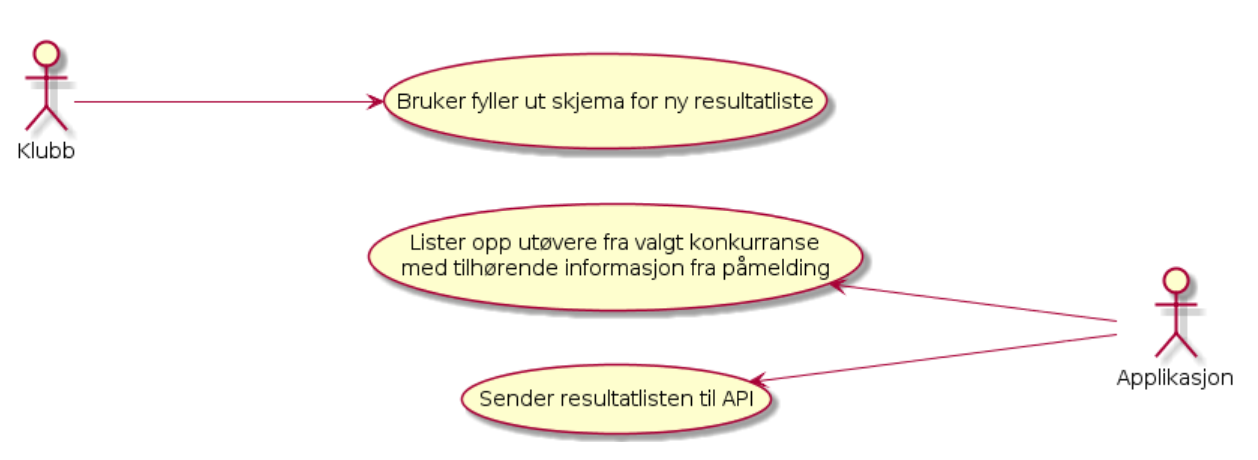 Klubb
Bruker fyller ut skjema for ny resultatliste
Lister opp utøvere fra valgt konkurranse
med tilhørende informasjon fra påmelding
Applikasjon
Sender resultatlisten til API